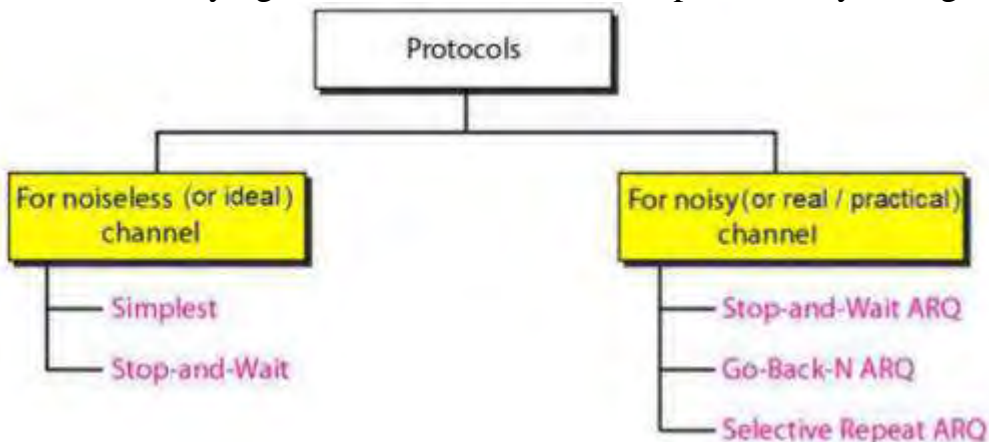 Protocols
For noiseless (or ideal)
channel
For noisy(or real / practical)
channel
Simplest
Stop-and-Wait
Stop-and-Wait ARQ
Go-Back-N ARQ
Selective Repeat ARQ